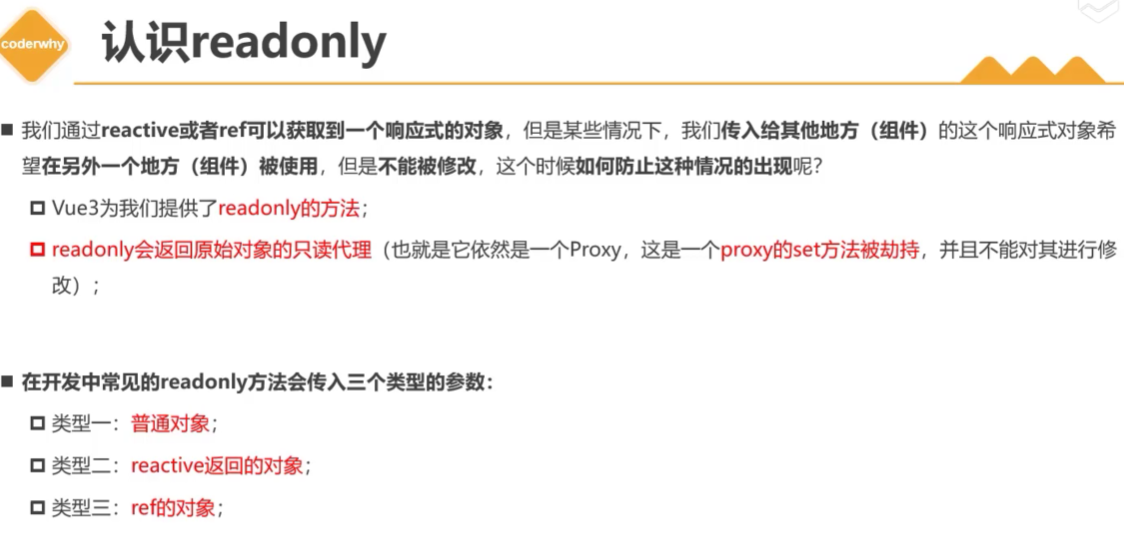 coderwhy
认识readonly
我们通过reactive或者ref可以获取到一个响应式的对象，但是某些情况下，我们传入给其他地方（组件）的这个响应式对象希
望在另外一个地方（组件）被使用，但是不能被修改，这个时候如何防止这种情况的出现呢？
Vue3为我们提供了readonly的方法；
readonly会返回原始对象的只读代理（也就是它依然是一个Proxy，这是一个proxy的set方法被劫持，并且不能对其进行修
改）；
在开发中常见的readonly方法会传入三个类型的参数：
类型一：普通对象；
类型二：reactive返回的对象；
类型三：ref的对象；